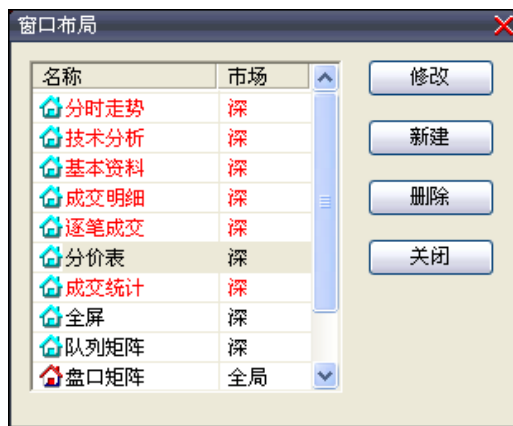 窗口布局
名称 市场 修改
分时走势 深
技术分析 深 新建
基本资料 深
成交明细 深 删除
逐笔成交 深
分价表 深 关闭
成交统计 深
全屏 深
队列矩阵 深
盘口矩阵 全局